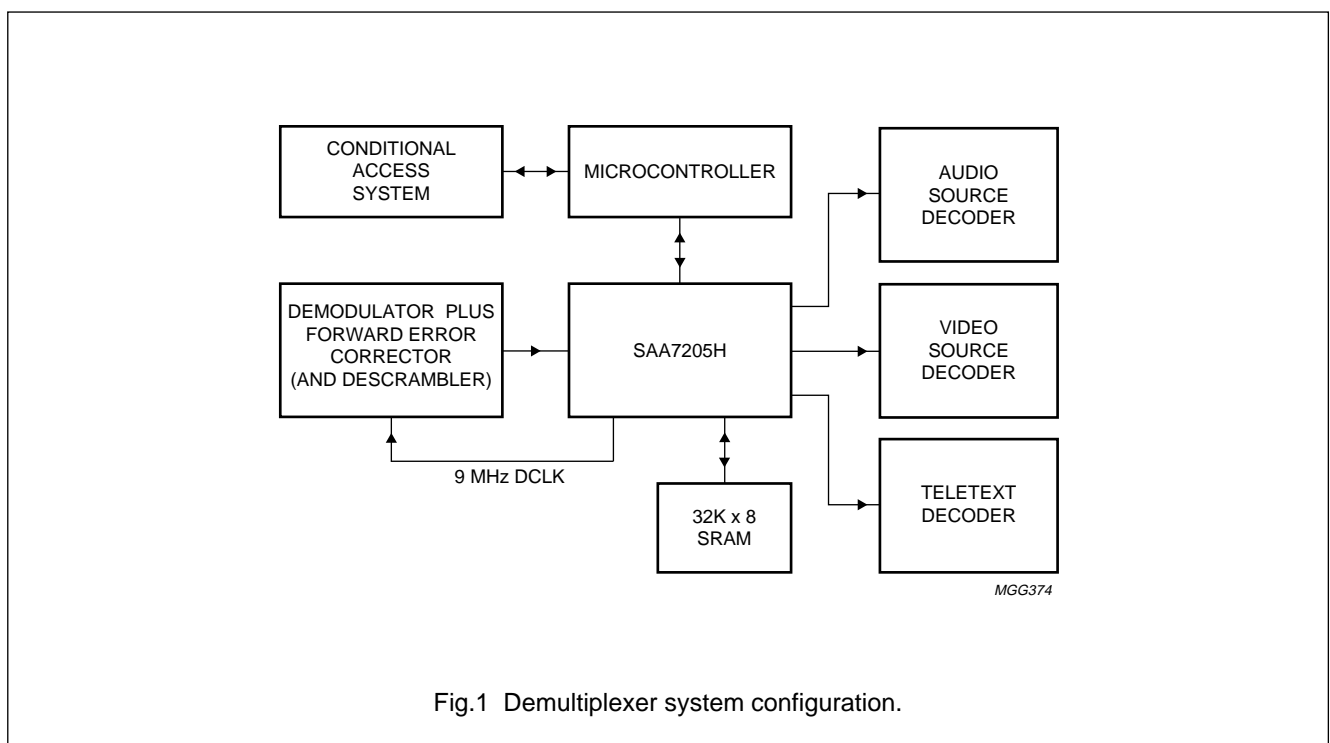 CONDITIONAL
ACCESS
SYSTEM
MICROCONTROLLER
AUDIO
SOURCE
DECODER
DEMODULATOR PLUS
FORWARD ERROR
CORRECTOR
(AND DESCRAMBLER)
SAA7205H
VIDEO
SOURCE
DECODER
9 MHz DCLK
32K x 8
SRAM
TELETEXT
DECODER
MGG374
Fig.1 Demultiplexer system configuration.